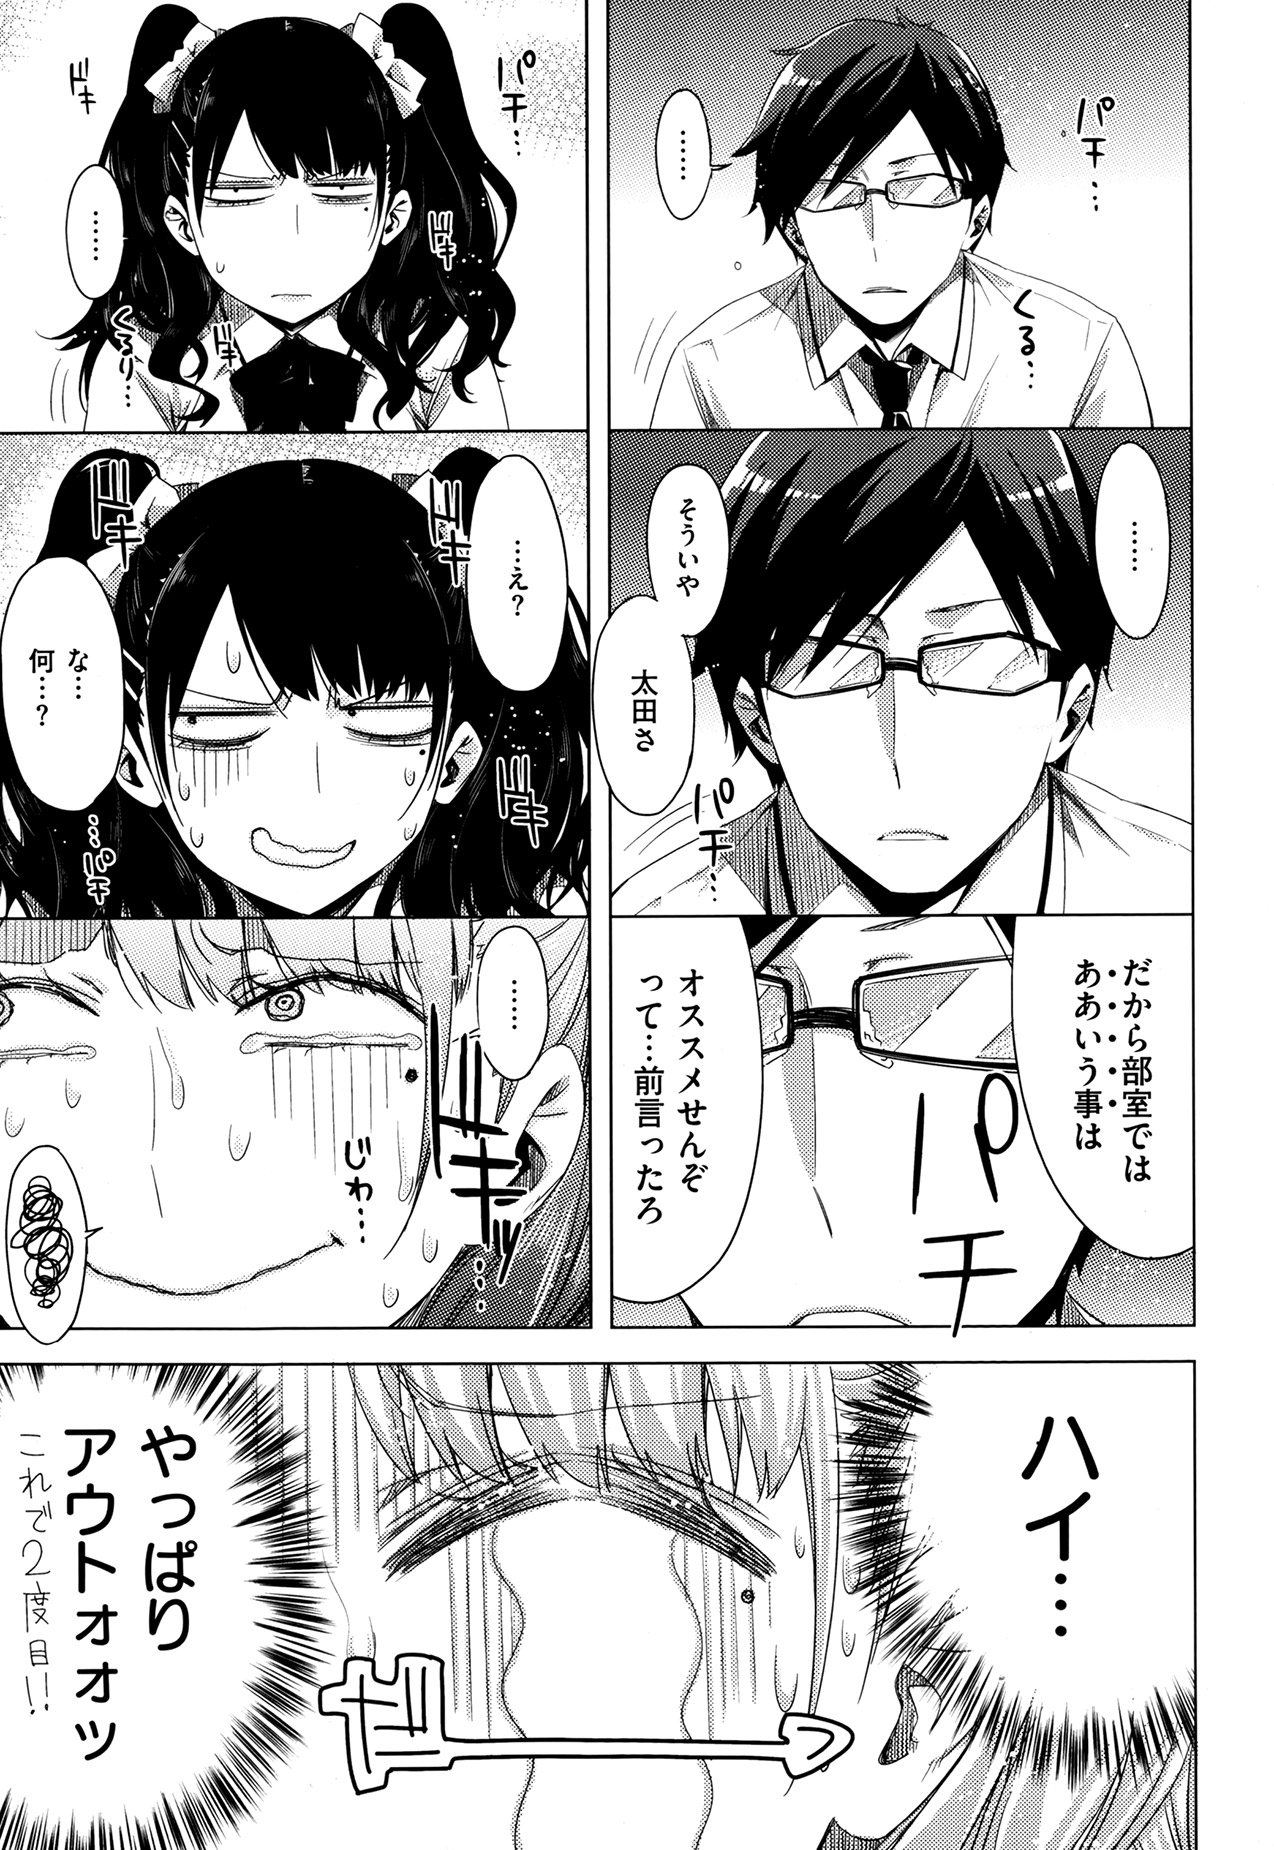 パチ…
……
くる…
パチ…
ドキ
ドキ
ドキ
……
くるり…
……
そういや
太田さ
パチ…
…え?
ドキ
ドキ
ドキ
な…
何…?
…パチ
だから部室では
ああいう事は
オススメせんぞ
って…前言ったろ
パチ
……
ドキ…
じわ…
ハイ…
やっぱり
アウトォォッ
これで2度目!!